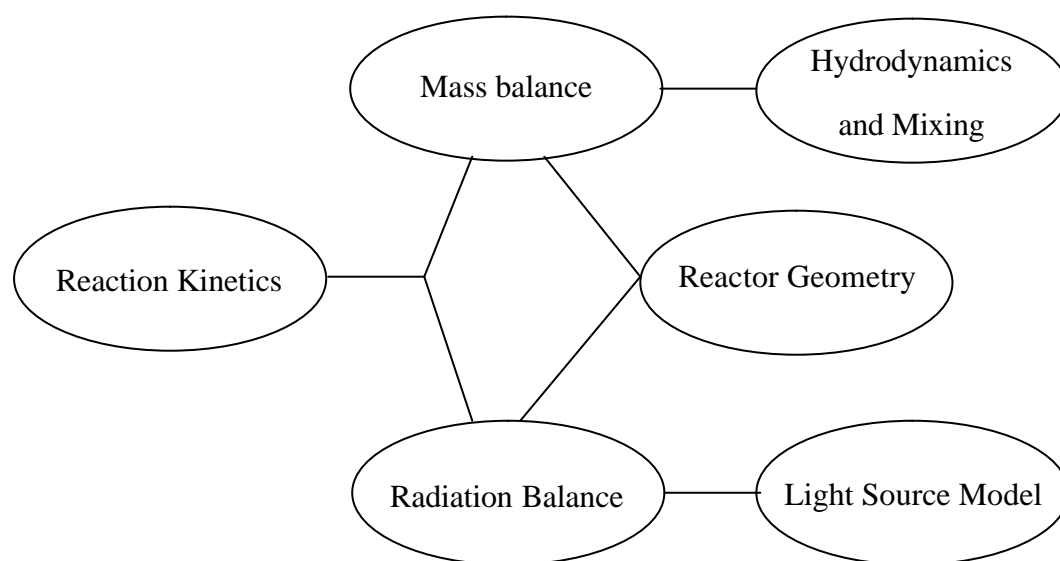 Mass balance
Hydrodynamics
and Mixing
Reaction Kinetics
Reactor Geometry
Radiation Balance
Light Source Model